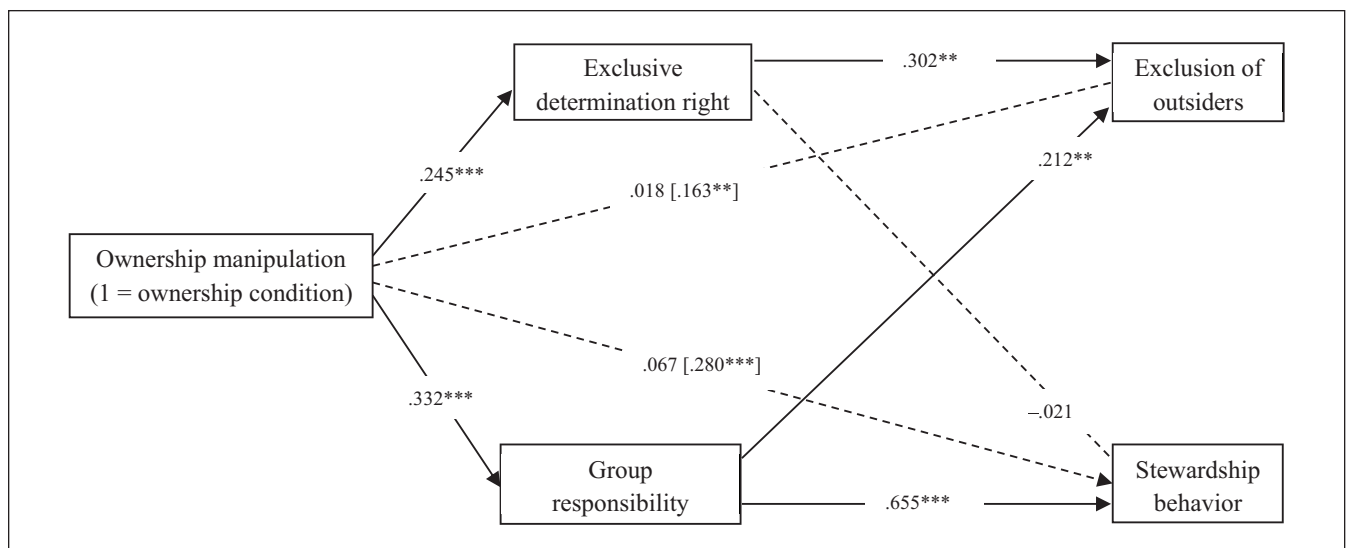 Exclusive
determination right
.302**
Exclusion of
outsiders
.245***
.018 [.163**]
.212**
Ownership manipulation
(1 = ownership condition)
.067 [.280***]
.332***
–.021
Group
responsibility
.655***
Stewardship
behavior